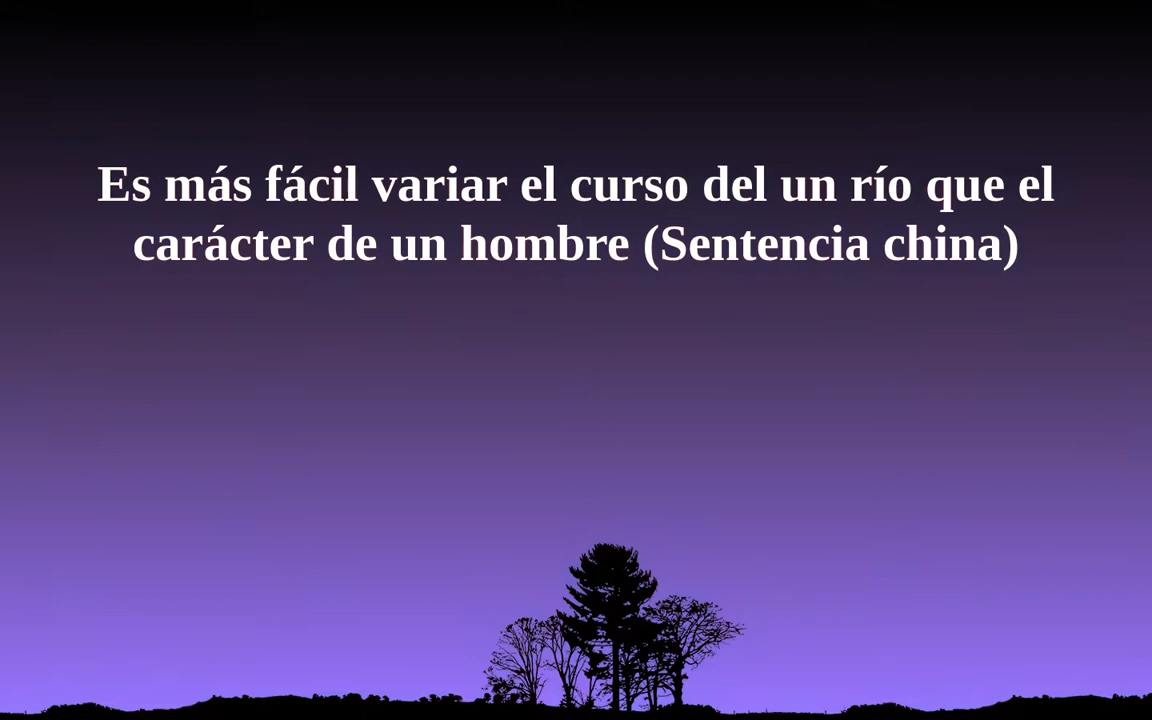 Es más fácil variar el curso del un río que el
carácter de un hombre (Sentencia china)